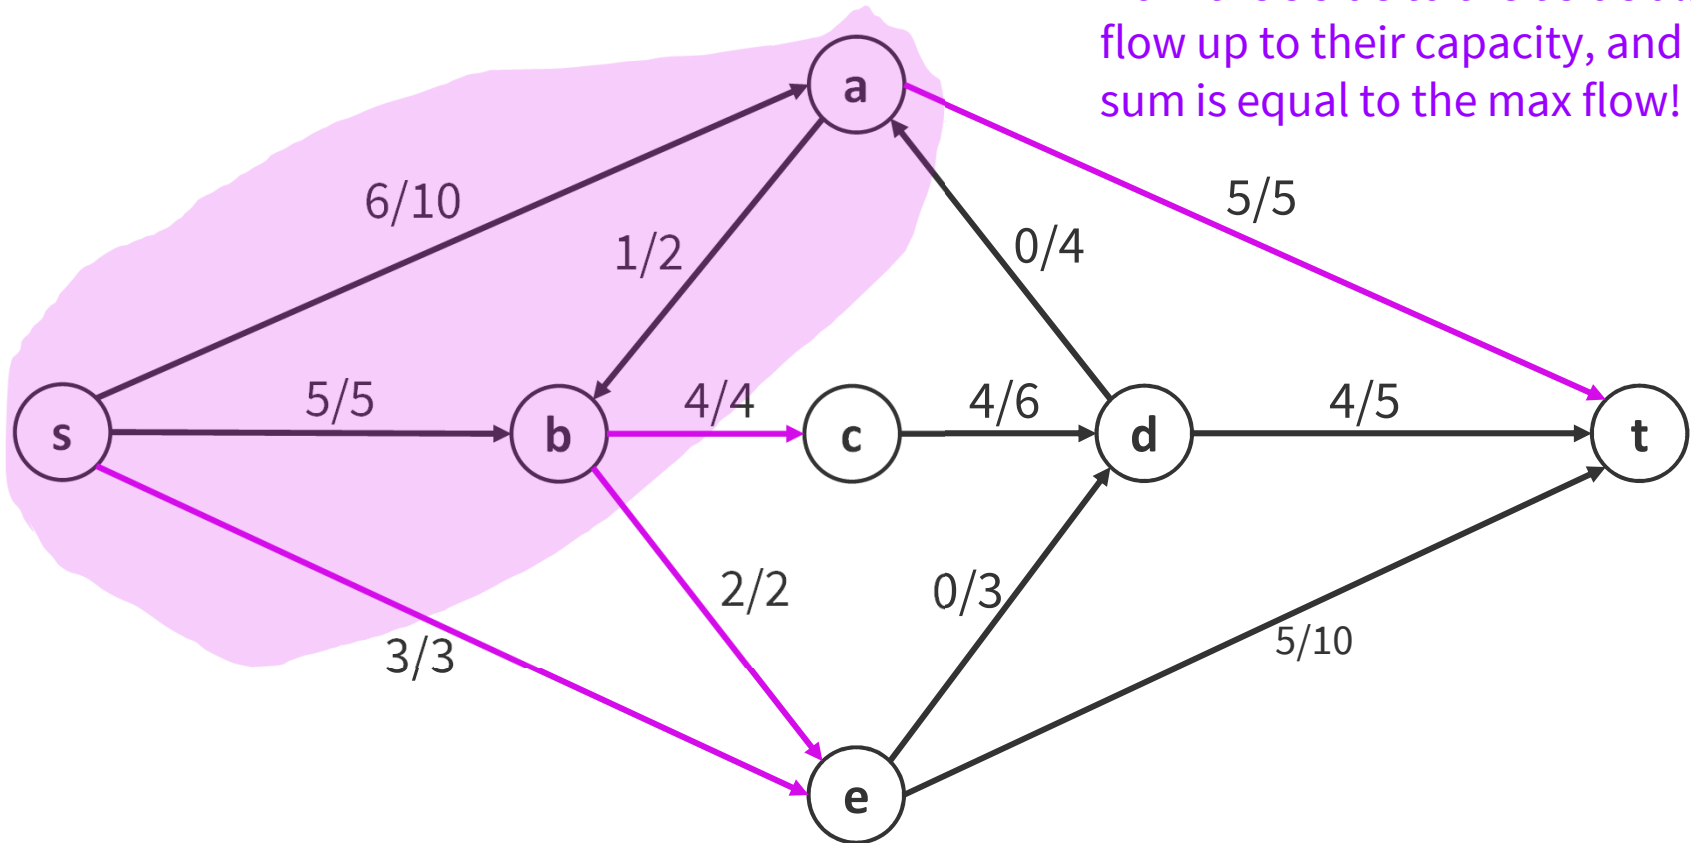 flow up to their capacity, and
sum is equal to the max flow!
a
6/10
5/5
1/2
0/4
5/5
4/4
4/6
4/5
s
b
c
d
t
2/2
0/3
3/3
5/10
e